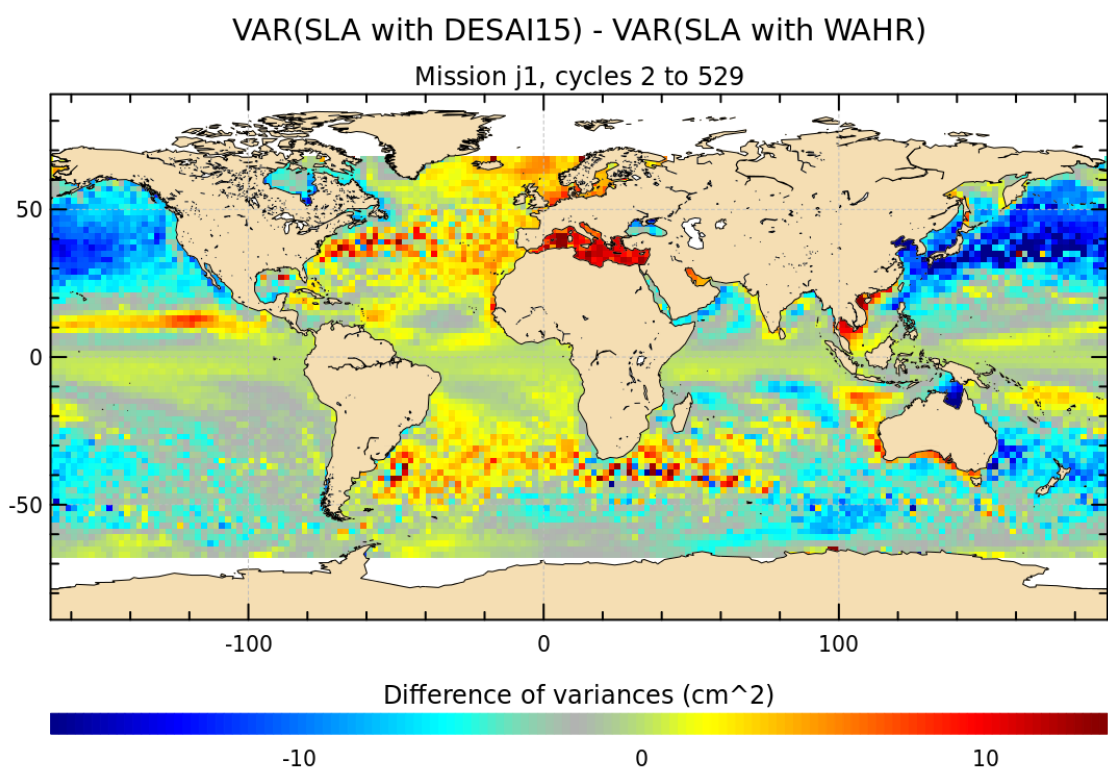 VAR(SLA with DESAI15) - VAR(SLA with WAHR)
Mission j1, cycles 2 to 529
50
0
-50
-100 0 100
Difference of variances (cm^2)
-10 0 10